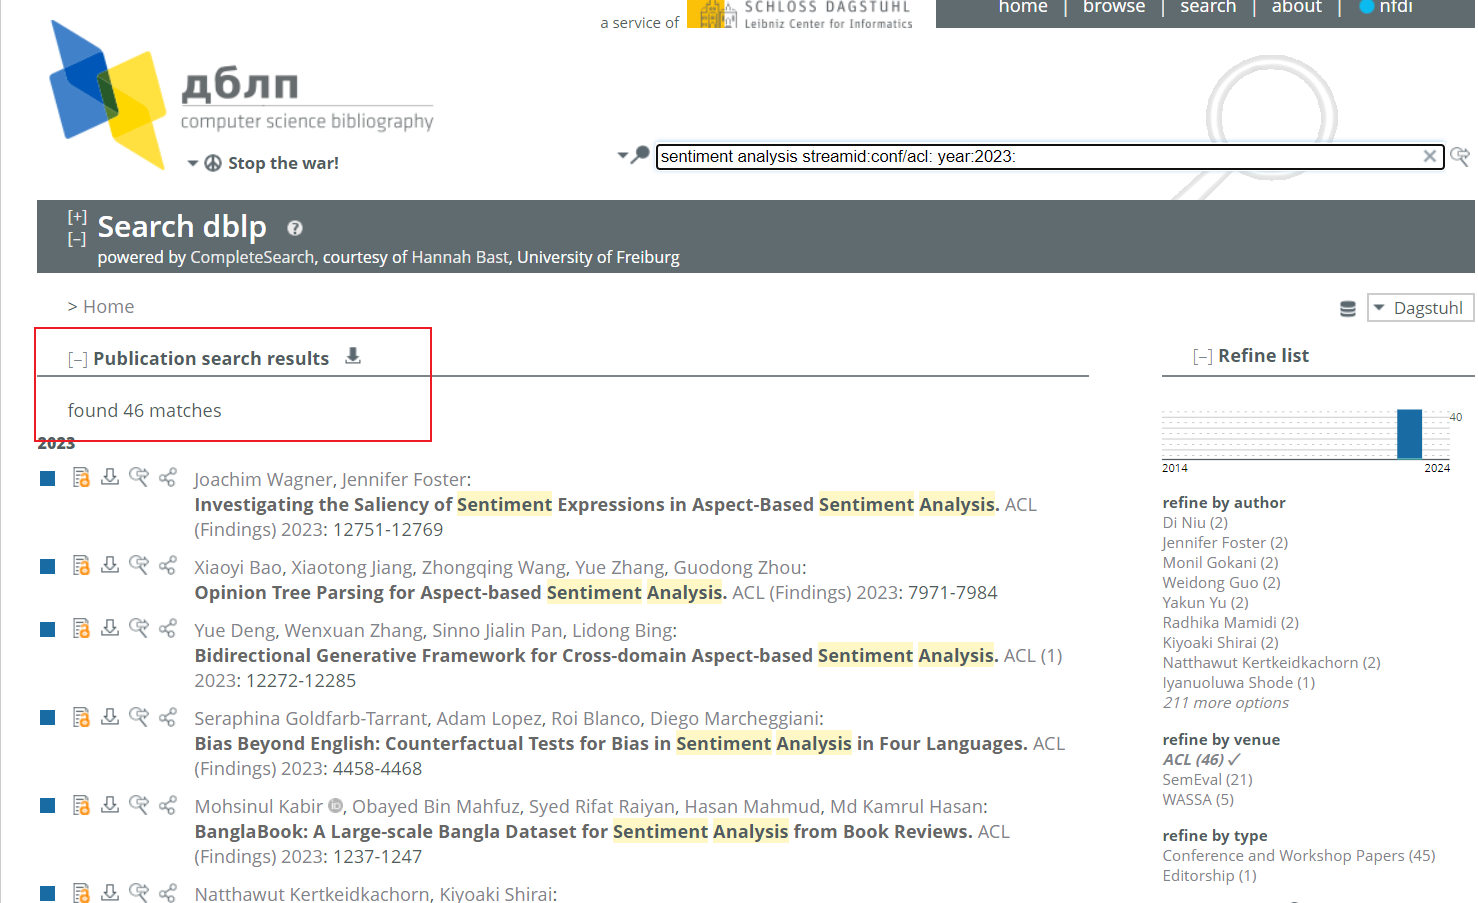 a service of
SCHLOSS DAGSTUHL
Leibniz Center for Informatics
home | browse | search | about | nfdi
дблп
computer science bibliography
Stop the war!
sentiment analysis streamid:conf/acl: year:2023:
[+]
[–]
Search dblp ?
powered by CompleteSearch, courtesy of Hannah Bast, University of Freiburg
> Home
Dagstuhl
[–] Publication search results
found 46 matches
2023
Joachim Wagner, Jennifer Foster:
Investigating the Saliency of Sentiment Expressions in Aspect-Based Sentiment Analysis. ACL
(Findings) 2023: 12751-12769
Xiaoyi Bao, Xiaotong Jiang, Zhongqing Wang, Yue Zhang, Guodong Zhou:
Opinion Tree Parsing for Aspect-based Sentiment Analysis. ACL (Findings) 2023: 7971-7984
Yue Deng, Wenxuan Zhang, Sinno Jialin Pan, Lidong Bing:
Bidirectional Generative Framework for Cross-domain Aspect-based Sentiment Analysis. ACL (1)
2023: 12272-12285
Seraphina Goldfarb-Tarrant, Adam Lopez, Roi Blanco, Diego Marcheggiani:
Bias Beyond English: Counterfactual Tests for Bias in Sentiment Analysis in Four Languages. ACL
(Findings) 2023: 4458-4468
Mohsinul Kabir, Obayed Bin Mahfuz, Syed Rifat Raiyan, Hasan Mahmud, Md Kamrul Hasan:
BanglaBook: A Large-scale Bangla Dataset for Sentiment Analysis from Book Reviews. ACL
(Findings) 2023: 1237-1247
Natthawut Kertkeidkachorn, Kiyoaki Shirai:
[–] Refine list
40
2014
2024
refine by author
Di Niu (2)
Jennifer Foster (2)
Monil Gokani (2)
Weidong Guo (2)
Yakun Yu (2)
Radhika Mamidi (2)
Kiyoaki Shirai (2)
Natthawut Kertkeidkachorn (2)
Iyanuoluwa Shode (1)
211 more options
refine by venue
ACL (46) ✓
SemEval (21)
WASSA (5)
refine by type
Conference and Workshop Papers (45)
Editorship (1)